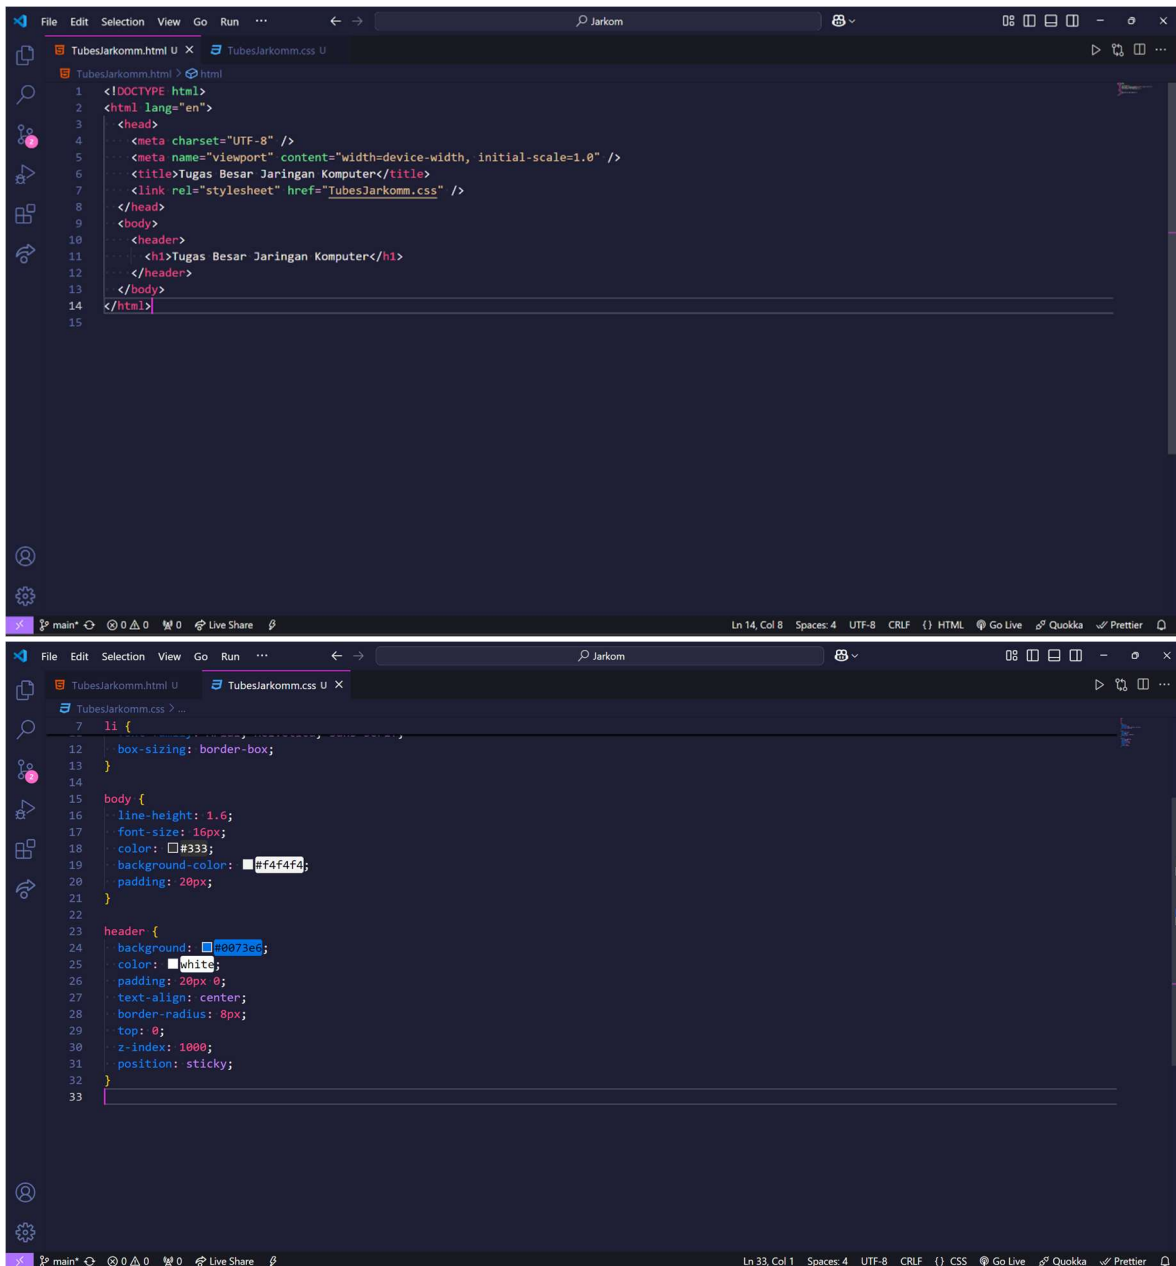 File Edit Selection View Go Run ··· ← → Jarkom
TubesJarkomm.html U × TubesJarkomm.css U
TubesJarkomm.html > html
1 <!DOCTYPE html>
2 <html lang="en">
3 <head>
4 <meta charset="UTF-8" />
5 <meta name="viewport" content="width=device-width, initial-scale=1.0" />
6 <title>Tugas Besar Jaringan Komputer</title>
7 <link rel="stylesheet" href="TubesJarkomm.css" />
8 </head>
9 <body>
10 <header>
11 <h1>Tugas Besar Jaringan Komputer</h1>
12 </header>
13 </body>
14 </html>
15
2
main* 0 0 0 Live Share Ln 14, Col 8 Spaces: 4 UTF-8 CRLF {} HTML Go Live Quokka Prettier
File Edit Selection View Go Run ··· ← → Jarkom
TubesJarkomm.html U TubesJarkomm.css U ×
TubesJarkomm.css > ...
7 li {
12 box-sizing: border-box;
13 }
14
15 body {
16 line-height: 1.6;
17 font-size: 16px;
18 color: #333;
19 background-color: #f4f4f4;
20 padding: 20px;
21 }
22
23 header {
24 background: #0073e6;
25 color: white;
26 padding: 20px 0;
27 text-align: center;
28 border-radius: 8px;
29 top: 0;
30 z-index: 1000;
31 position: sticky;
32 }
33
2
main* 0 0 0 Live Share Ln 33, Col 1 Spaces: 4 UTF-8 CRLF {} CSS Go Live Quokka Prettier